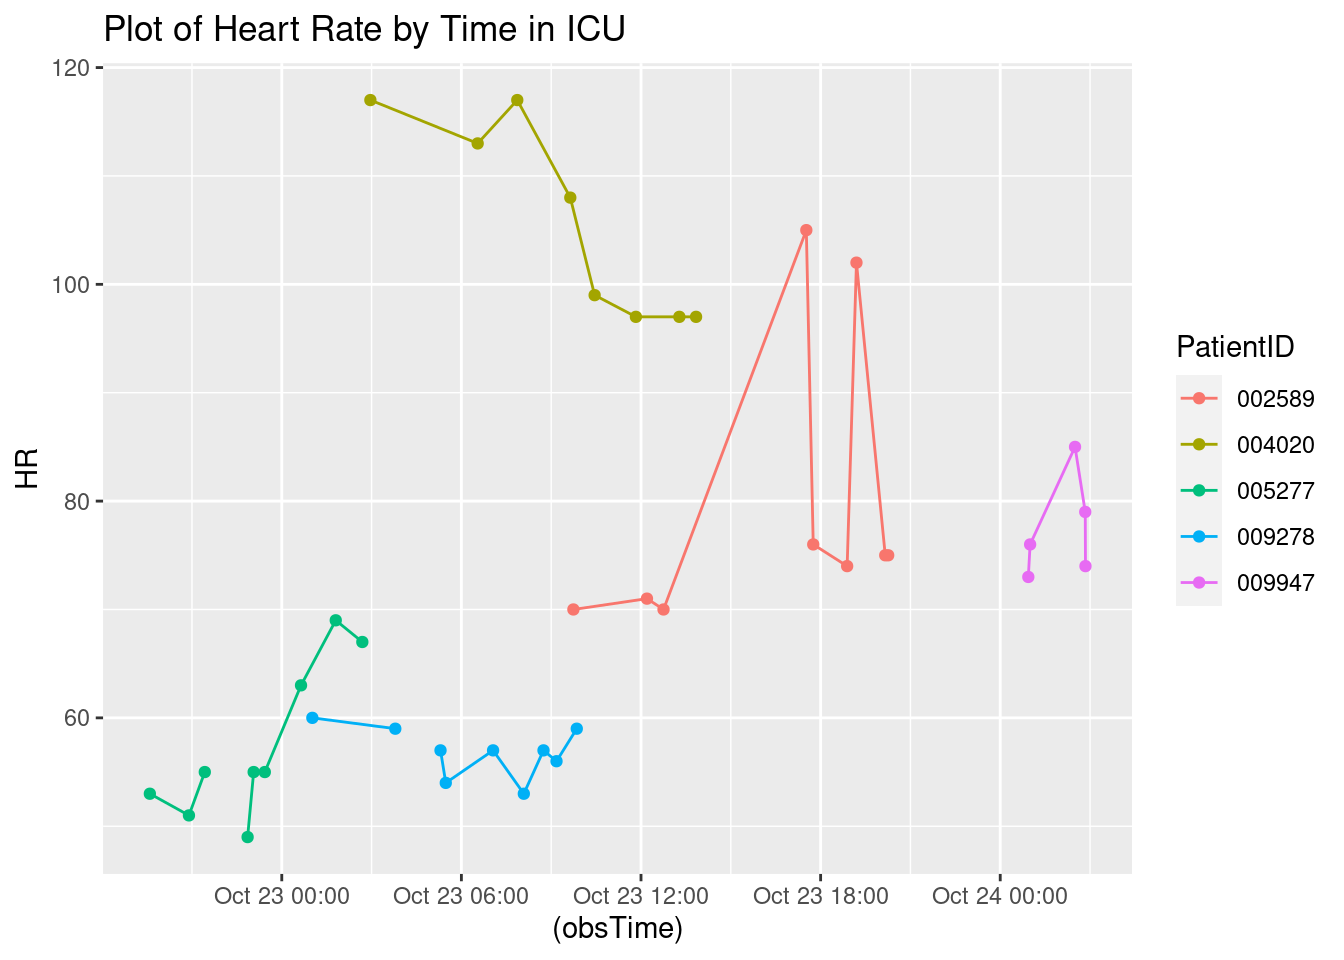 Plot of Heart Rate by Time in ICU
120
100
80
60
HR
Oct 23 00:00
Oct 23 06:00
Oct 23 12:00
Oct 23 18:00
Oct 24 00:00
(obsTime)
PatientID
002589
004020
005277
009278
009947